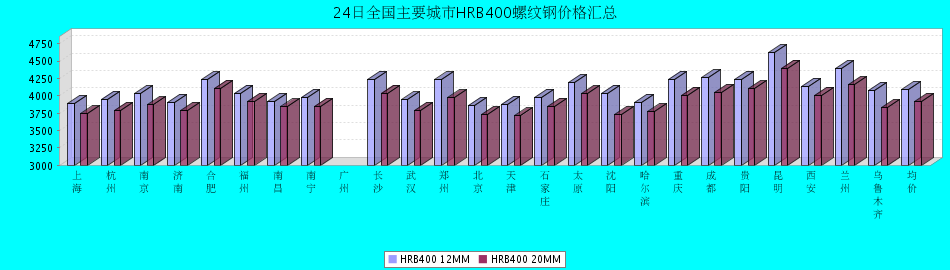 24日全国主要城市HRB400螺纹钢价格汇总
4750
4500
4250
4000
3750
3500
3250
3000
上海
杭州
南京
济南
合肥
福州
南昌
南宁
广州
长沙
武汉
郑州
北京
天津
石家庄
太原
沈阳
哈尔滨
重庆
成都
贵阳
昆明
西安
兰州
乌鲁木齐
均价
HRB400 12MM HRB400 20MM